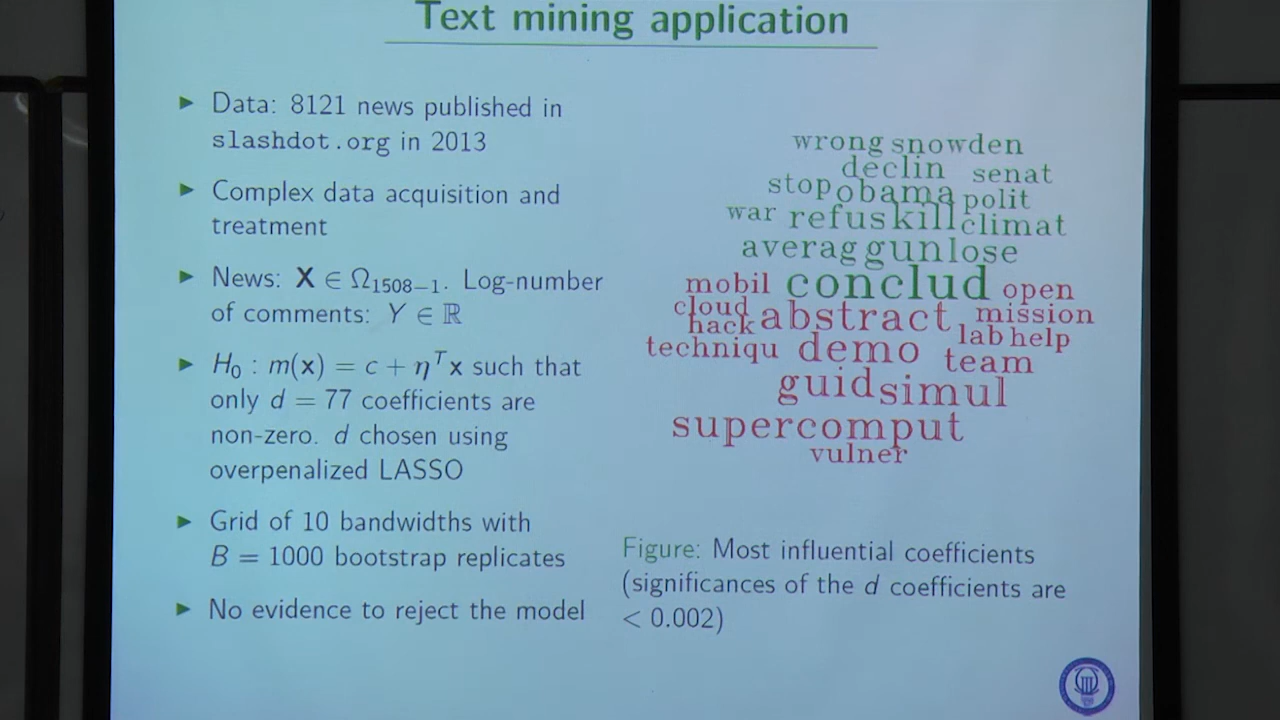 Text mining application
► Data: 8121 news published in
slashdot.org in 2013
► Complex data acquisition and
treatment
► News: X ∈ Ω₁₅₀₈₋₁. Log-number
of comments: Y ∈ ℝ
► H₀ : m(x) = c + ηᵀx such that
only d = 77 coefficients are
non-zero. d chosen using
overpenalized LASSO
► Grid of 10 bandwidths with
B = 1000 bootstrap replicates
► No evidence to reject the model
wrong snowden
declin senat
stop obama polit
war refus kill climat
averag gun lose
mobil conclud open
cloud
hack abstract mission
lab help
techniqu demo team
guid simul
supercomput
vulner
Figure: Most influential coefficients
(significances of the d coefficients are
< 0.002)